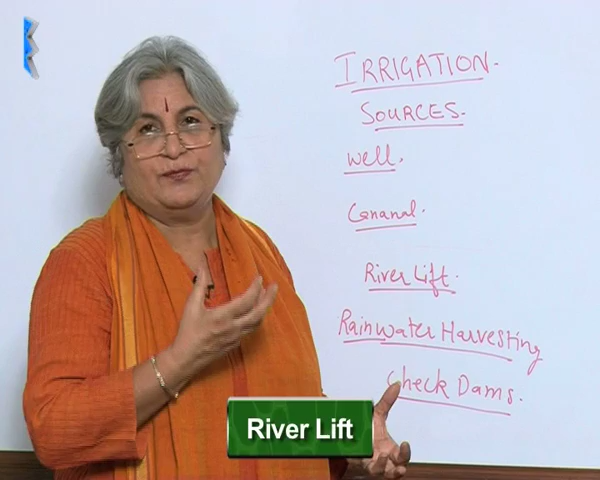 IRRIGATION.
SOURCES.
well.
Cananal.
River Lift.
Rainwater Harvesting
Check Dams.
River Lift